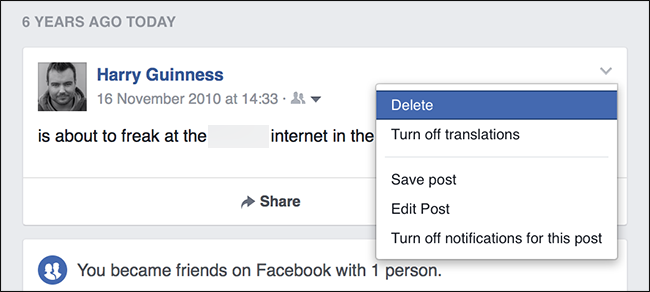 6 YEARS AGO TODAY
Harry Guinness
16 November 2010 at 14:33 ·
is about to freak at the internet in the
Delete
Turn off translations
Save post
Edit Post
Turn off notifications for this post
Share
You became friends on Facebook with 1 person.